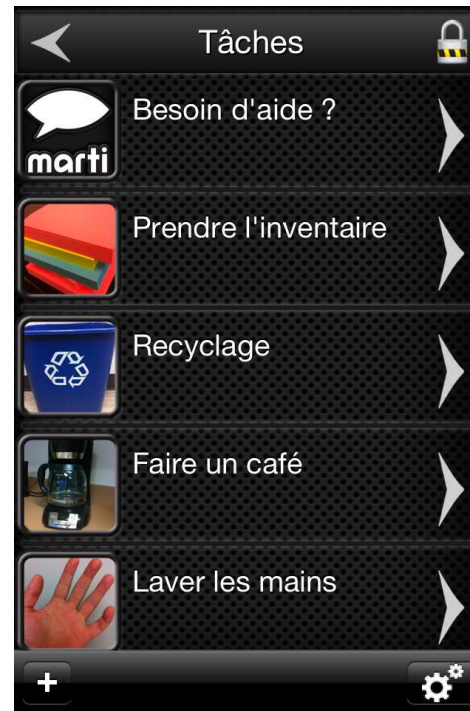 Tâches
Besoin d'aide ?
marti
Prendre l'inventaire
Recyclage
Faire un café
Laver les mains